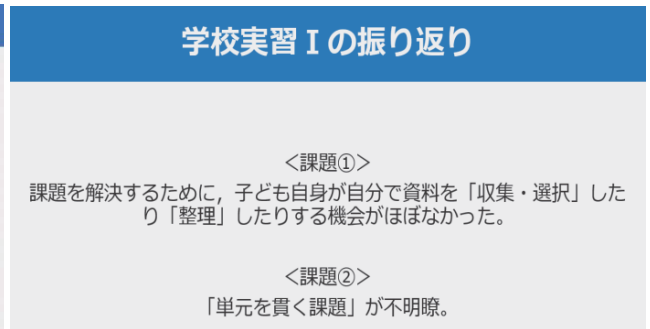 学校実習Ⅰの振り返り
＜課題①＞
課題を解決するために，子ども自身が自分で資料を「収集・選択」した
り「整理」したりする機会がほぼなかった。
＜課題②＞
「単元を貫く課題」が不明瞭。